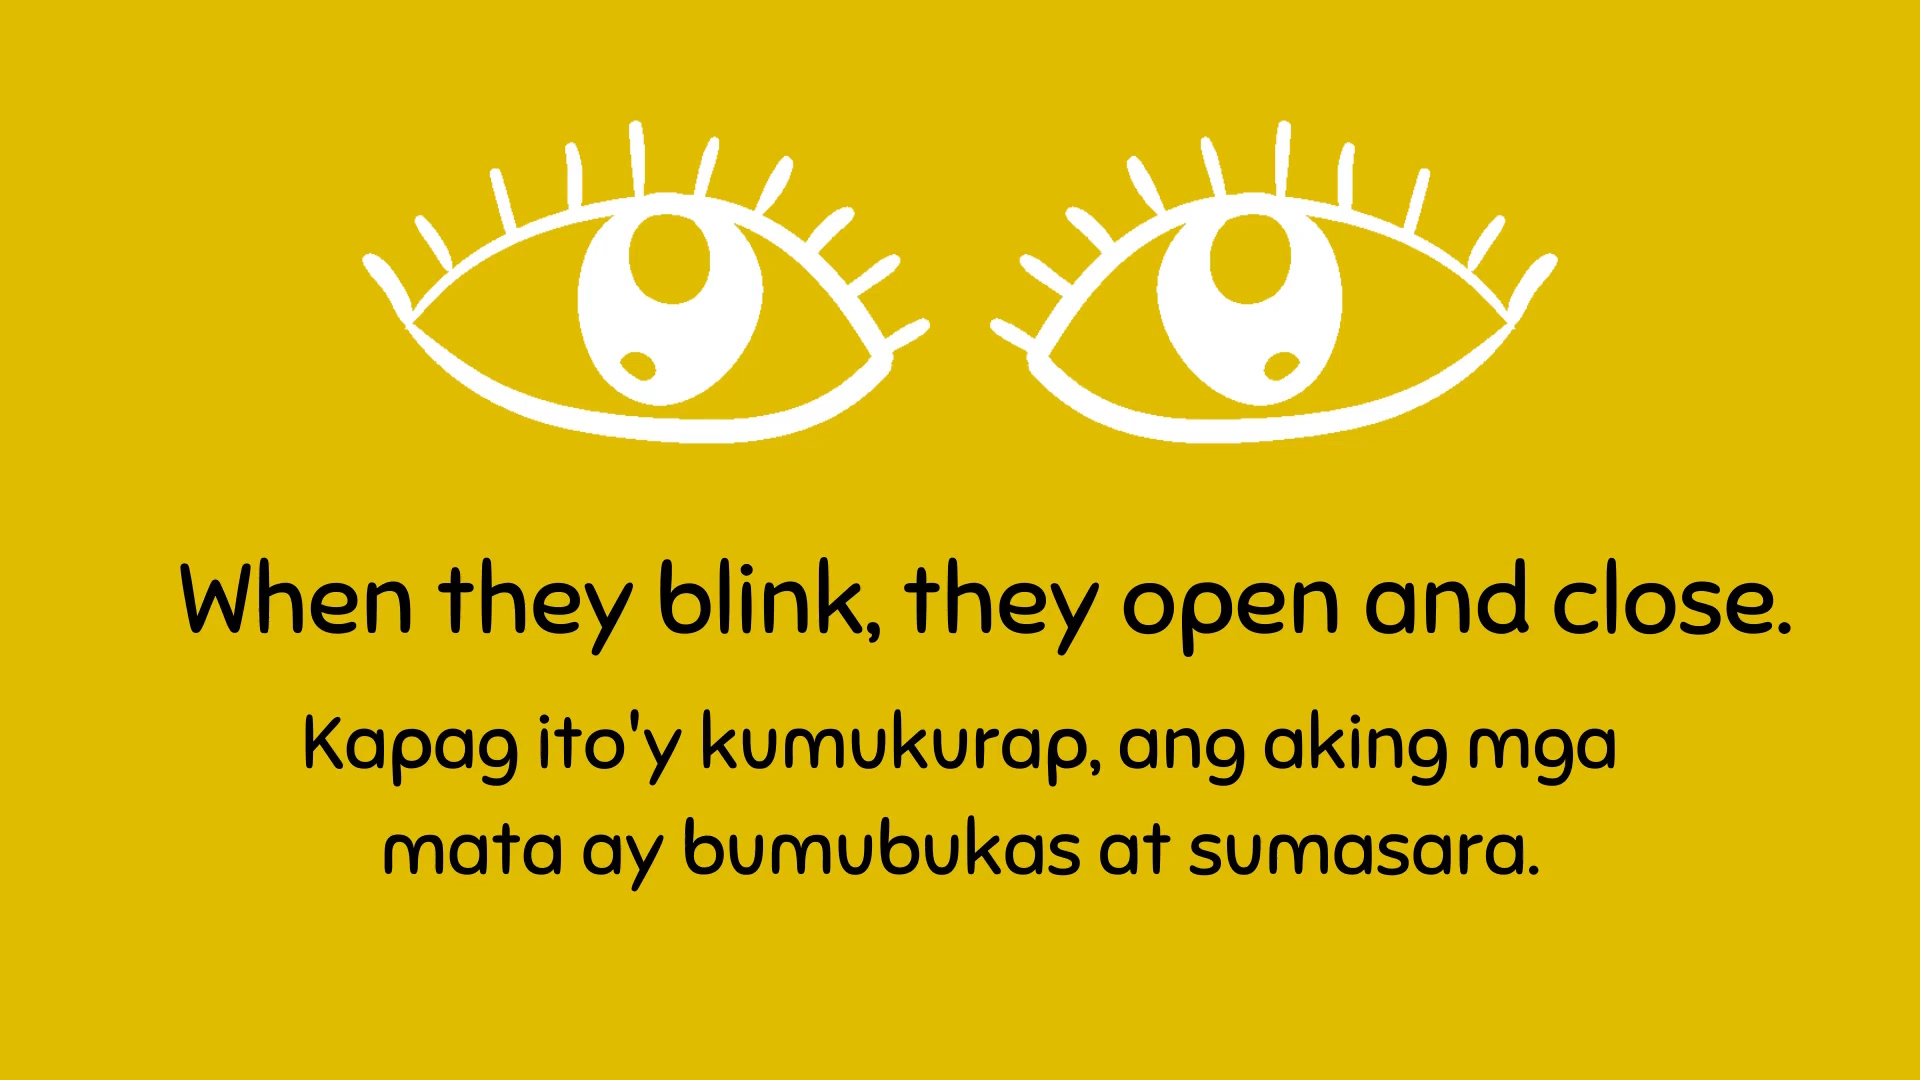 When they blink, they open and close.
Kapag ito'y kumukurap, ang aking mga
mata ay bumubukas at sumasara.